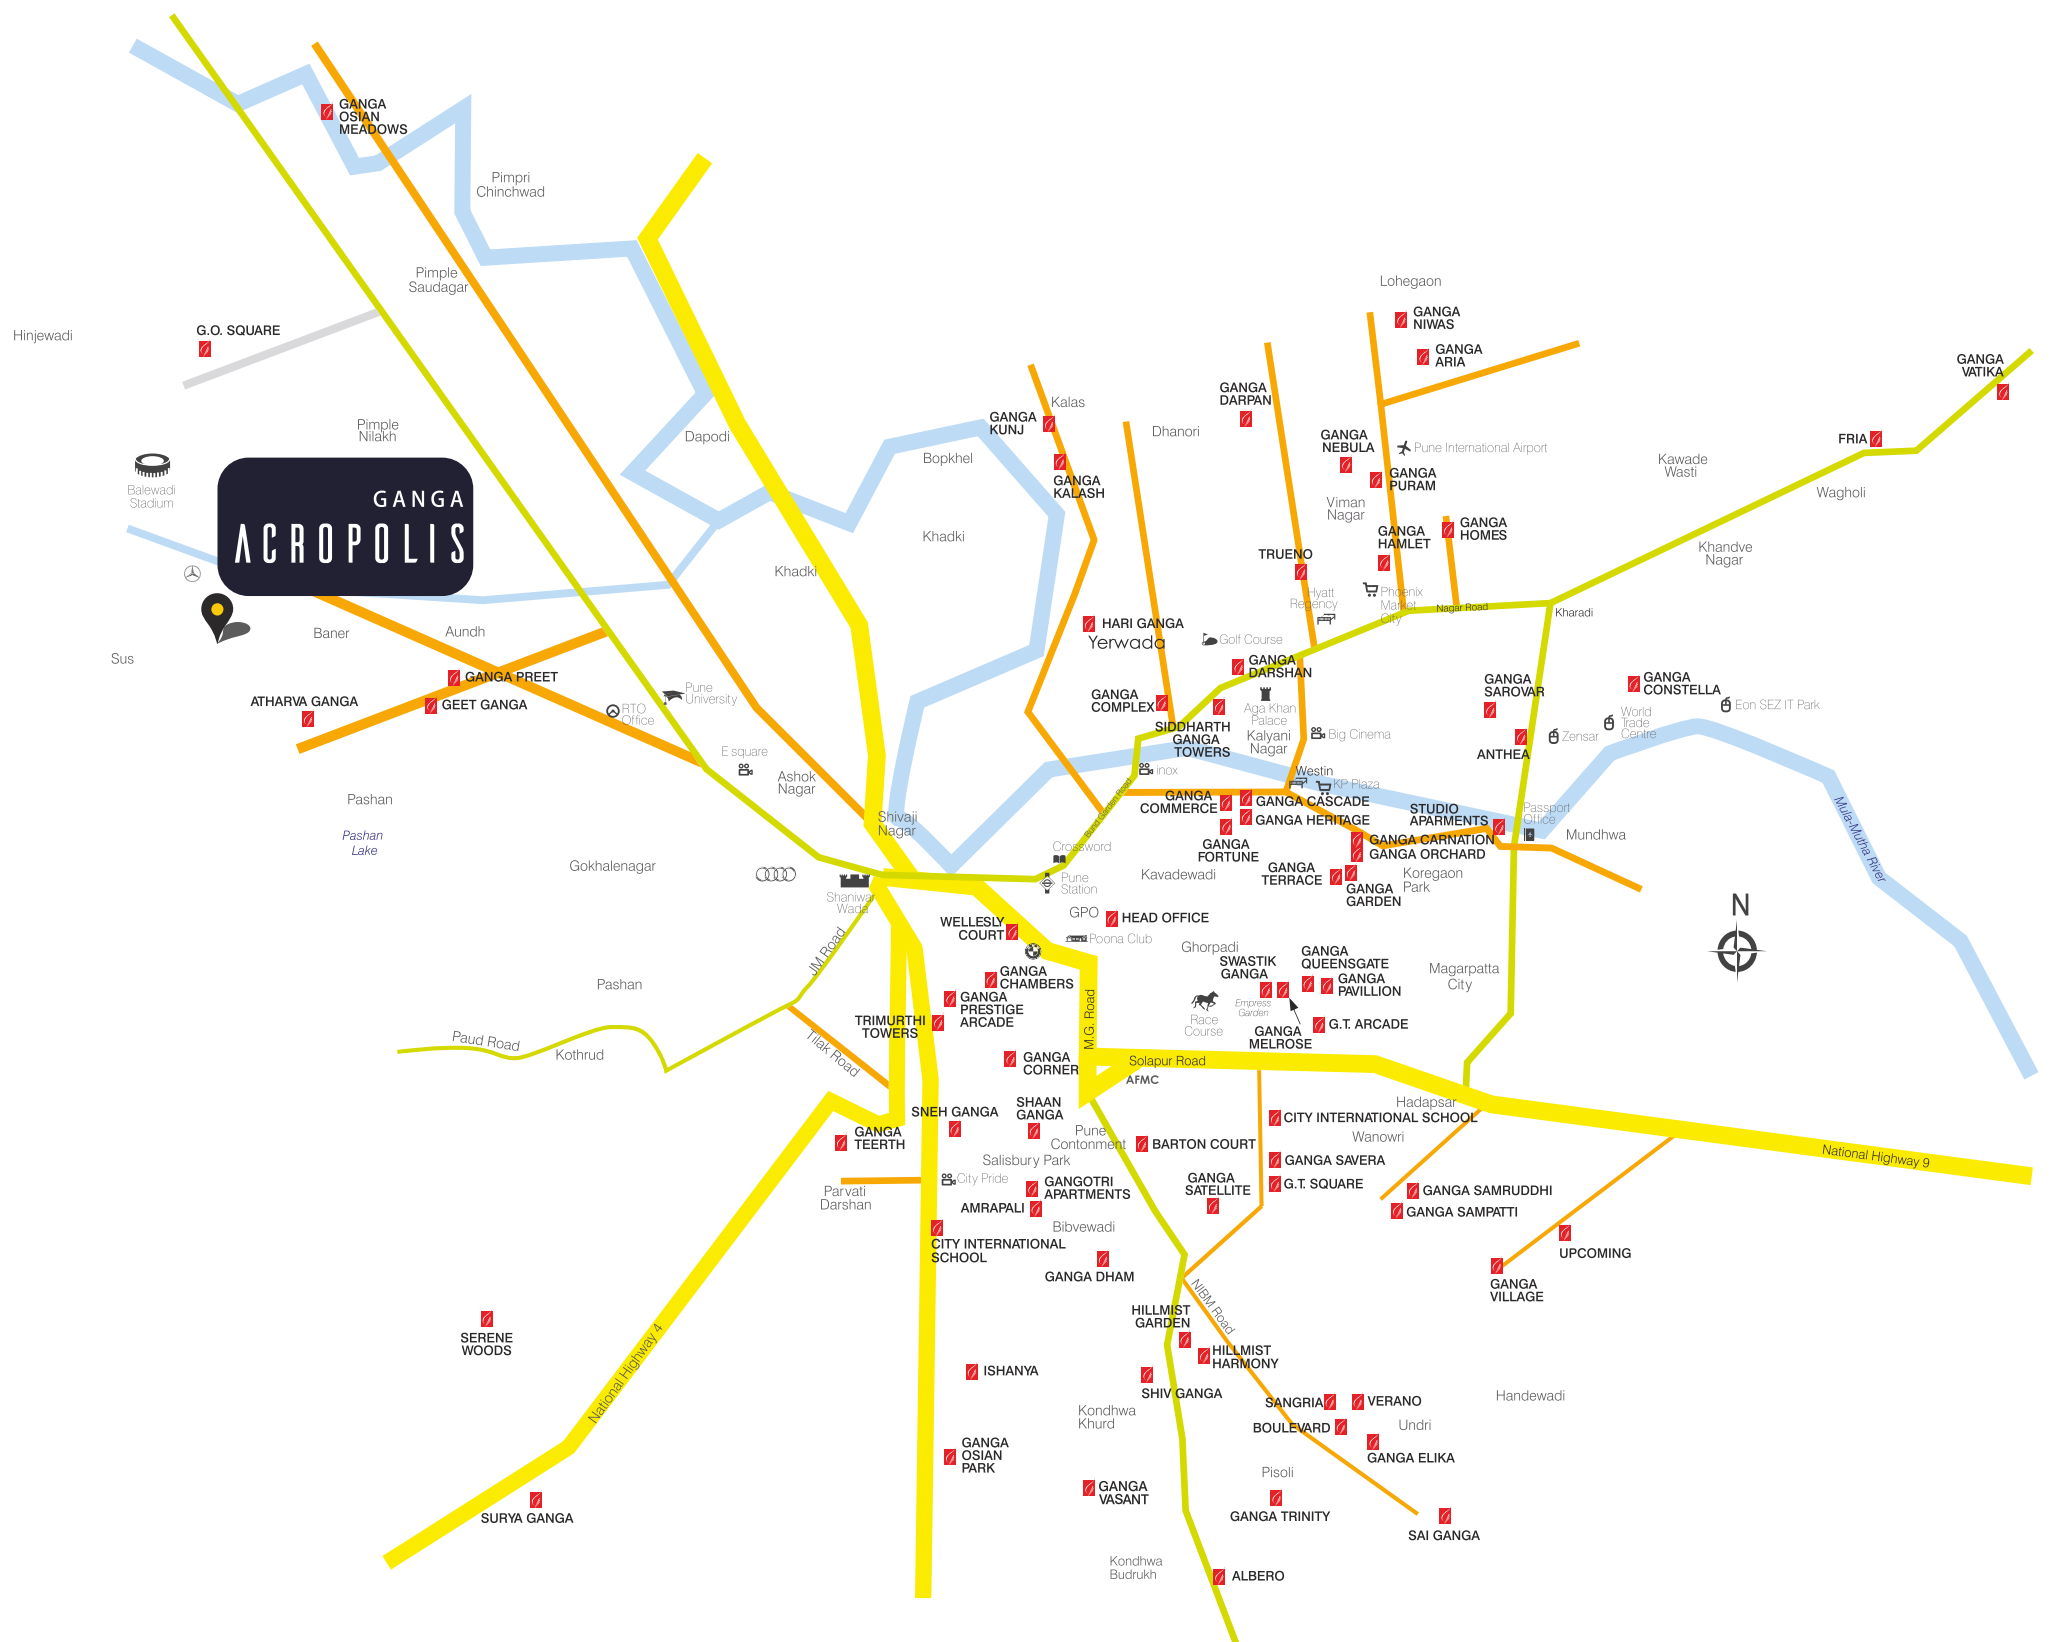 GANGA
OSIAN
MEADOWS
Pimpri
Chinchwad
Pimple
Saudagar
Hinjewadi
G.O. SQUARE
Pimple
Nilakh
Balewadi
Stadium
GANGA
ACROPOLIS
Baner
Aundh
Sus
GANGA PREET
GEET GANGA
ATHARVA GANGA
RTO
Office
Pune
University
E square
Ashok
Nagar
Pashan
Pashan
Lake
Gokhalenagar
Shivaji
Nagar
Shaniwar
Wada
Pashan
JM Road
Paud Road
Kothrud
Tilak Road
Dapodi
Khadki
Bopkhel
Khadki
Kalas
GANGA
KUNJ
GANGA
KALASH
Dhanori
GANGA
DARPAN
Lohegaon
GANGA
NIWAS
GANGA
ARIA
GANGA
NEBULA
Pune International Airport
GANGA
PURAM
Viman
Nagar
GANGA
HAMLET
GANGA
HOMES
TRUENO
Hyatt
Regency
Phoenix
Market
City
Nagar Road
Kharadi
GANGA
VATIKA
FRIA
Kawade
Wasti
Wagholi
Khandve
Nagar
HARI GANGA
Yerwada
Golf Course
GANGA
DARSHAN
GANGA
COMPLEX
SIDDHARTH
GANGA
TOWERS
Aga Khan
Palace
Kalyani
Nagar
Big Cinema
GANGA
SAROVAR
GANGA
CONSTELLA
ANTHEA
Zensar
World
Trade
Centre
Eon SEZ IT Park
Mula-Mutha River
inox
Bund Garden Road
Westin
KP Plaza
GANGA
COMMERCE
GANGA CASCADE
GANGA HERITAGE
GANGA
FORTUNE
STUDIO
APARMENTS
Passport
Office
Mundhwa
GANGA CARNATION
GANGA ORCHARD
GANGA
TERRACE
GANGA
GARDEN
Koregaon
Park
Crossword
Pune
Station
Kavadewadi
GPO
HEAD OFFICE
Poona Club
WELLESLY
COURT
GANGA
CHAMBERS
GANGA
PRESTIGE
ARCADE
TRIMURTHI
TOWERS
M.G. Road
Ghorpadi
SWASTIK
GANGA
GANGA
QUEENSGATE
GANGA
PAVILLION
Empress
Garden
Race
Course
GANGA
MELROSE
G.T. ARCADE
Magarpatta
City
N
GANGA
CORNER
Solapur Road
AFMC
SNEH GANGA
SHAAN
GANGA
GANGA
TEERTH
Pune
Contonment
BARTON COURT
CITY INTERNATIONAL SCHOOL
Hadapsar
Wanowri
National Highway 9
Salisbury Park
City Pride
GANGOTRI
APARTMENTS
AMRAPALI
Parvati
Darshan
Bibvewadi
CITY INTERNATIONAL
SCHOOL
GANGA DHAM
GANGA SAVERA
G.T. SQUARE
GANGA
SATELLITE
GANGA SAMRUDDHI
GANGA SAMPATTI
UPCOMING
GANGA
VILLAGE
NIBM Road
HILLMIST
GARDEN
HILLMIST
HARMONY
SHIV GANGA
SERENE
WOODS
National Highway 4
ISHANYA
Kondhwa
Khurd
SANGRIA
VERANO
BOULEVARD
Undri
GANGA ELIKA
Handewadi
GANGA
OSIAN
PARK
GANGA
VASANT
Pisoli
GANGA TRINITY
SAI GANGA
SURYA GANGA
Kondhwa
Budrukh
ALBERO